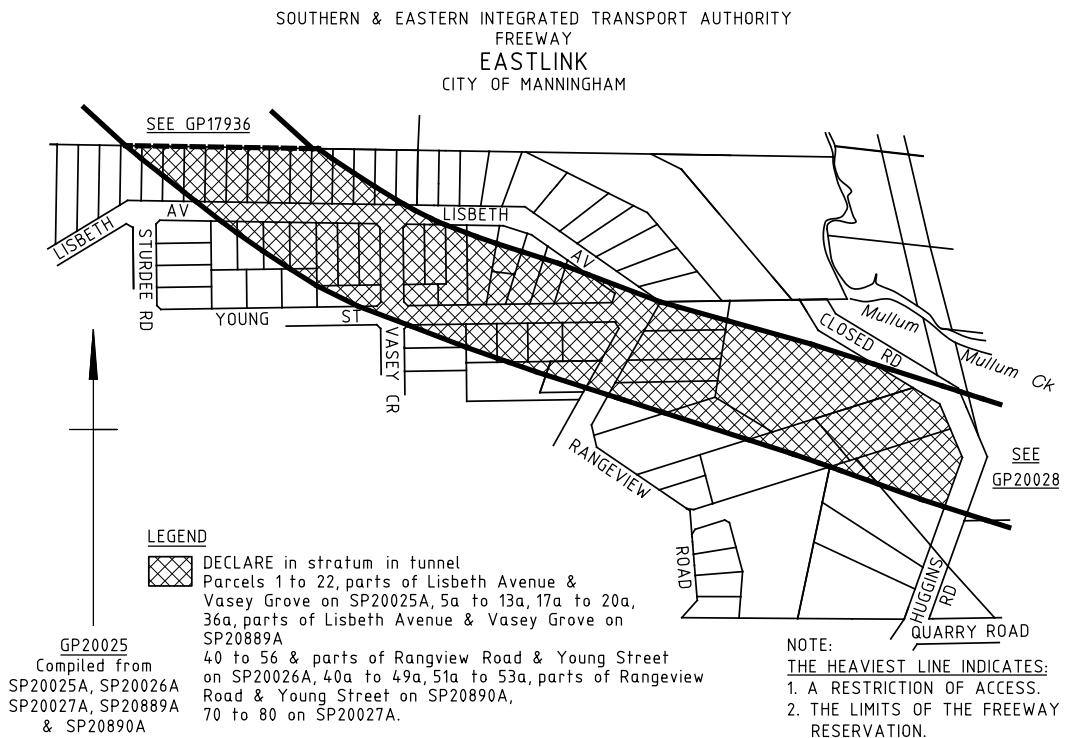 SOUTHERN & EASTERN INTEGRATED TRANSPORT AUTHORITY
FREEWAY
EASTLINK
CITY OF MANNINGHAM
SEE GP17936
LISBETH
AV
LISBETH
AV
STURDEE RD
YOUNG
ST
VASEY CR
CLOSED RD
Mullum
Mullum Ck
RANGEVIEW
ROAD
SEE
GP20028
HUGGINS
RD
QUARRY ROAD
LEGEND
DECLARE in stratum in tunnel
Parcels 1 to 22, parts of Lisbeth Avenue &
Vasey Grove on SP20025A, 5a to 13a, 17a to 20a,
36a, parts of Lisbeth Avenue & Vasey Grove on
SP20889A
40 to 56 & parts of Rangview Road & Young Street
on SP20026A, 40a to 49a, 51a to 53a, parts of Rangeview
Road & Young Street on SP20890A,
70 to 80 on SP20027A.
GP20025
Compiled from
SP20025A, SP20026A
SP20027A, SP20889A
& SP20890A
NOTE:
THE HEAVIEST LINE INDICATES:
1. A RESTRICTION OF ACCESS.
2. THE LIMITS OF THE FREEWAY
RESERVATION.